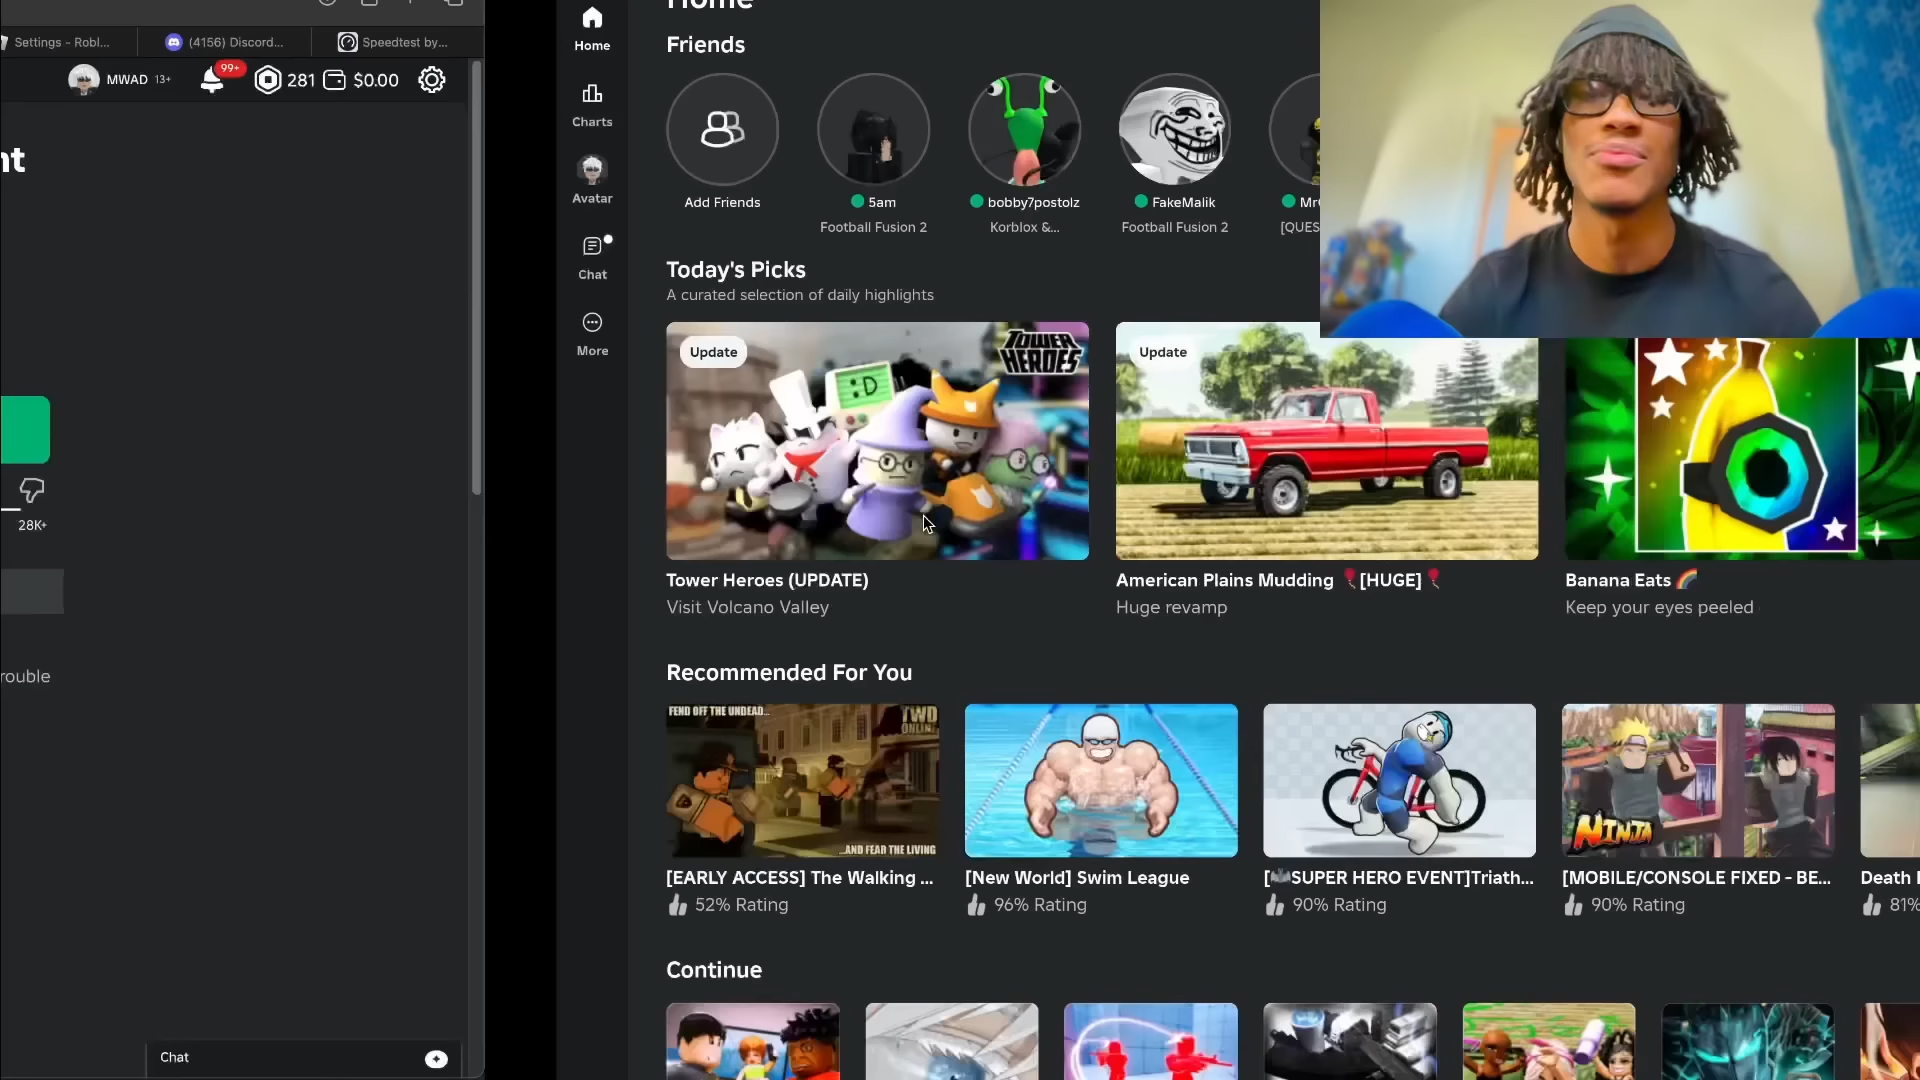 Settings - Robl...
(4156) Discord...
Speedtest by...
MWAD 13+
99+
281
$0.00
nt
28K+
rouble
Chat
Home
Home
Charts
Avatar
Chat
More
Friends
Add Friends
5am
Football Fusion 2
bobby7postolz
Korblox &...
FakeMalik
Football Fusion 2
Mr
[QUES
Today's Picks
A curated selection of daily highlights
Update
TOWER
HEROES
:D
Update
Tower Heroes (UPDATE)
Visit Volcano Valley
American Plains Mudding 🌹[HUGE]🌹
Huge revamp
Banana Eats 🌈
Keep your eyes peeled
Recommended For You
FEND OFF THE UNDEAD...
TWD
ONLINE
...AND FEAR THE LIVING
NINJA
[EARLY ACCESS] The Walking ...
52% Rating
[New World] Swim League
96% Rating
[🦇SUPER HERO EVENT]Triath...
90% Rating
[MOBILE/CONSOLE FIXED - BE...
90% Rating
Death
81%
Continue